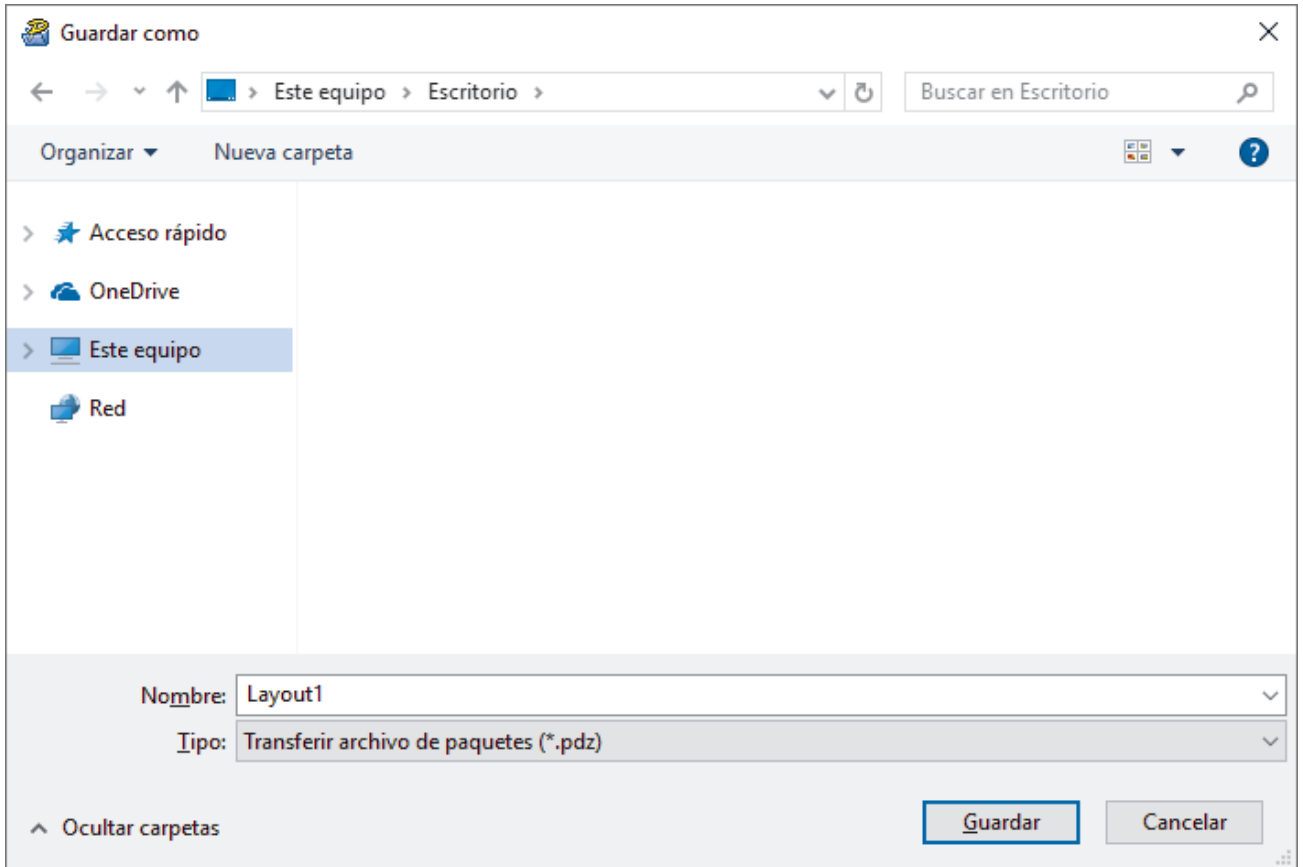 Guardar como
Este equipo > Escritorio >
Buscar en Escritorio
Organizar
Nueva carpeta
Acceso rápido
OneDrive
Este equipo
Red
Nombre: Layout1
Tipo: Transferir archivo de paquetes (*.pdz)
Ocultar carpetas
Guardar
Cancelar